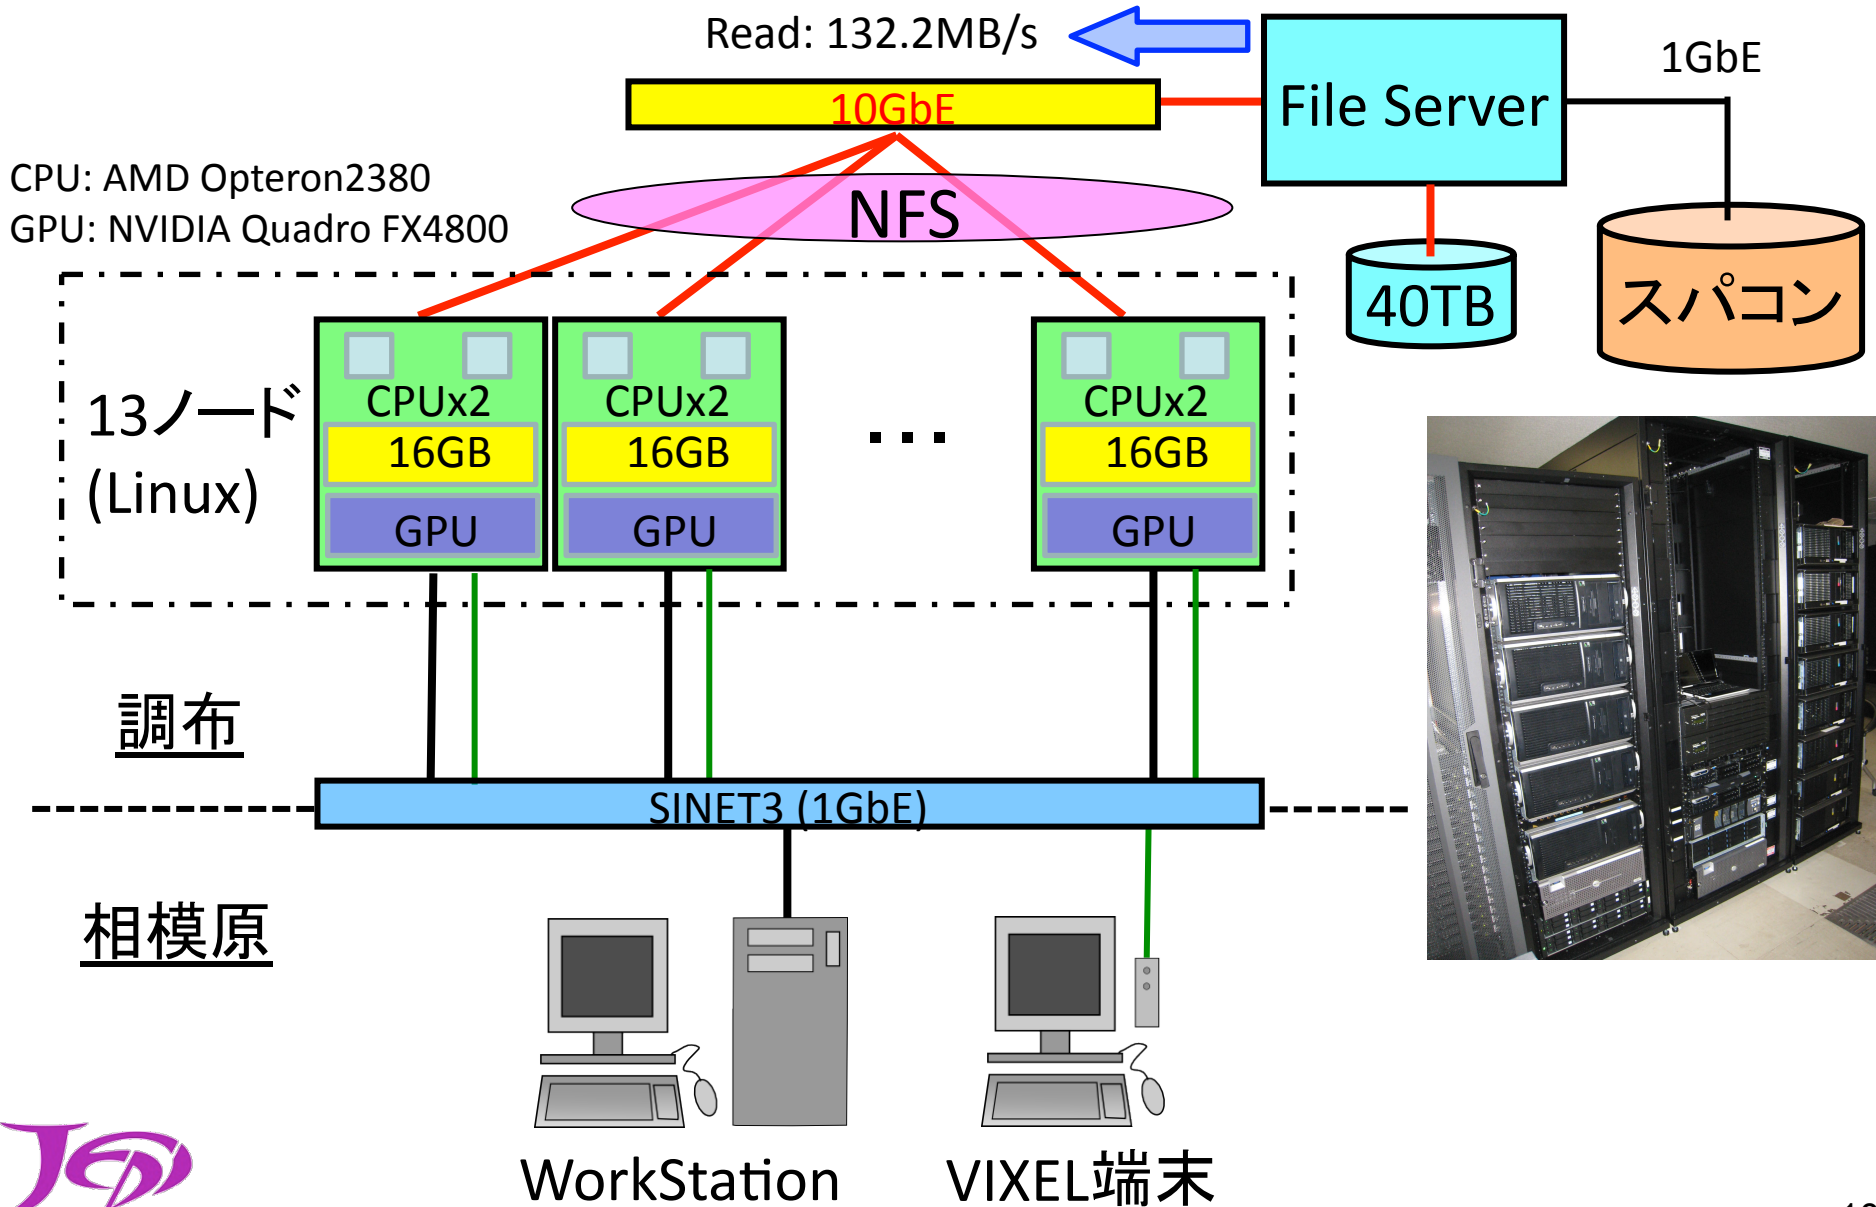 Read: 132.2MB/s
1GbE
10GbE
File Server
CPU: AMD Opteron2380
GPU: NVIDIA Quadro FX4800
NFS
40TB
スパコン
13ノード
(Linux)
CPUx2
16GB
GPU
CPUx2
16GB
GPU
...
CPUx2
16GB
GPU
調布
SINET3 (1GbE)
相模原
WorkStation
VIXEL端末